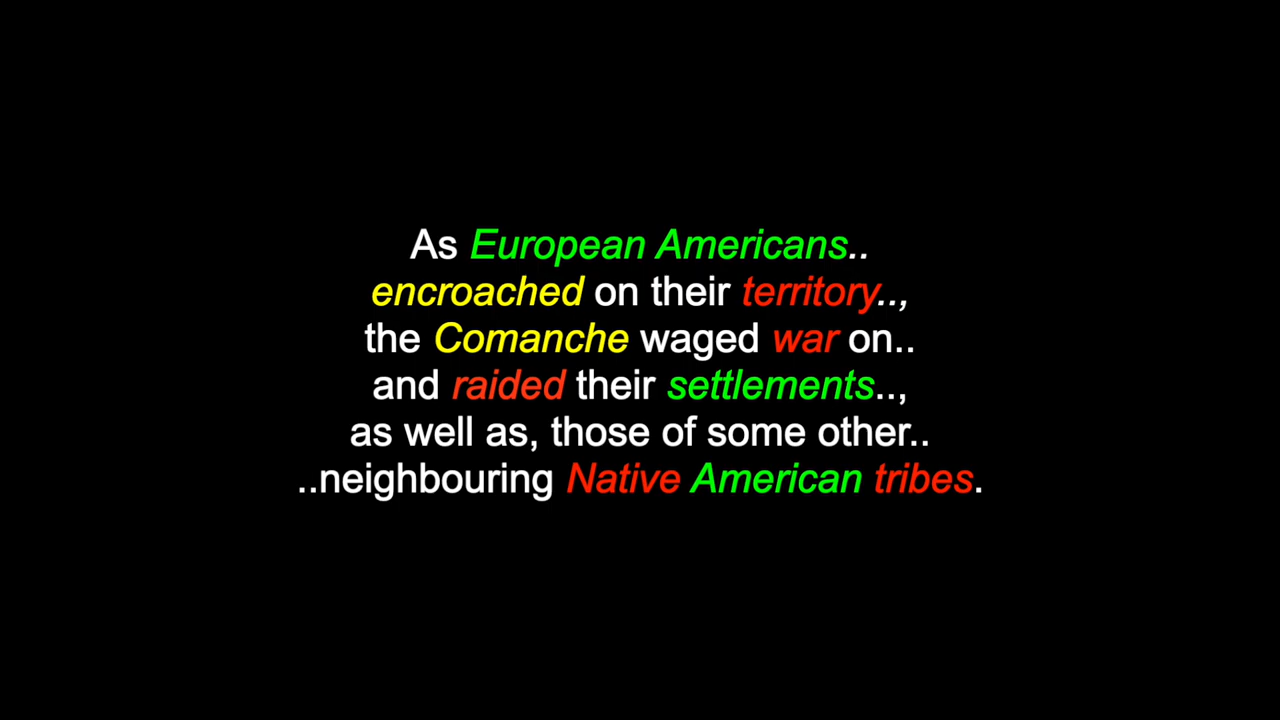 As European Americans..
encroached on their territory..,
the Comanche waged war on..
and raided their settlements..,
as well as, those of some other..
..neighbouring Native American tribes.